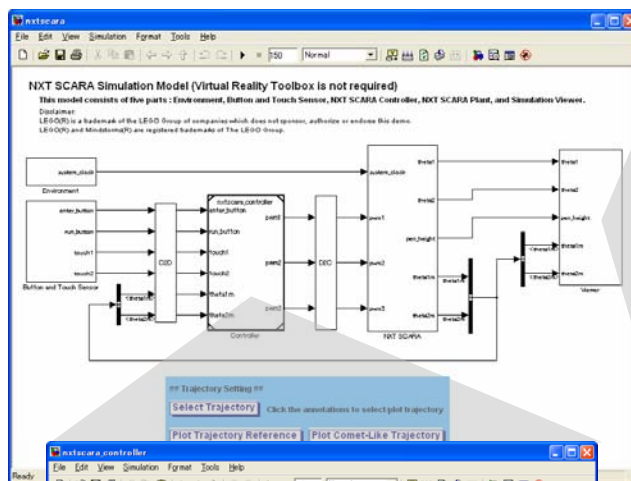 nxtscara
File Edit View Simulation Format Tools Help
150 Normal
NXT SCARA Simulation Model (Virtual Reality Toolbox is not required)
This model consists of five parts : Environment, Button and Touch Sensor, NXT SCARA Controller, NXT SCARA Plant, and Simulation Viewer.
Disclaimer:
LEGO(R) is a trademark of the LEGO Group of companies which does not sponsor, authorize or endorse this demo.
LEGO(R) and Mindstorms(R) are registered trademarks of The LEGO Group.
system_clock
Environment
enter_button
run_button
touch1
touch2
Button and Touch Sensor
<theta1m>
<theta2m>
nxtscara_controller
enter_button
run_button
touch1
touch2
theta1m
theta2m
pwm2
pwm3
Controller
system_clock
pwm1
pwm2
pwm3
theta1
theta2
pen_height
theta1m
theta2m
NXT SCARA
theta1
theta2
pen_height
theta1m
theta2m
<theta1m>
<theta2m>
Viewer
## Trajectory Setting ##
Select Trajectory Click the annotations to select plot trajectory
Plot Trajectory Reference Plot Comet-Like Trajectory
nxtscara_controller
File Edit View Simulation Format Tools Help
Ready